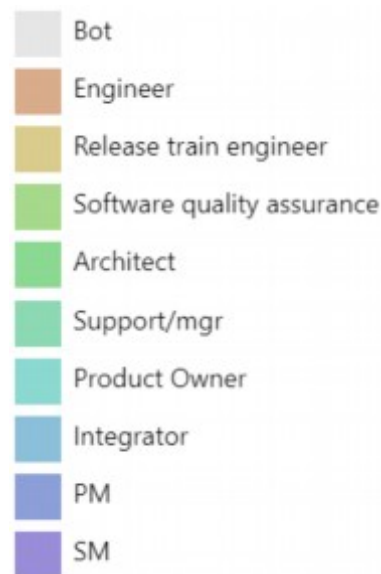 Bot
Engineer
Release train engineer
Software quality assurance
Architect
Support/mgr
Product Owner
Integrator
PM
SM